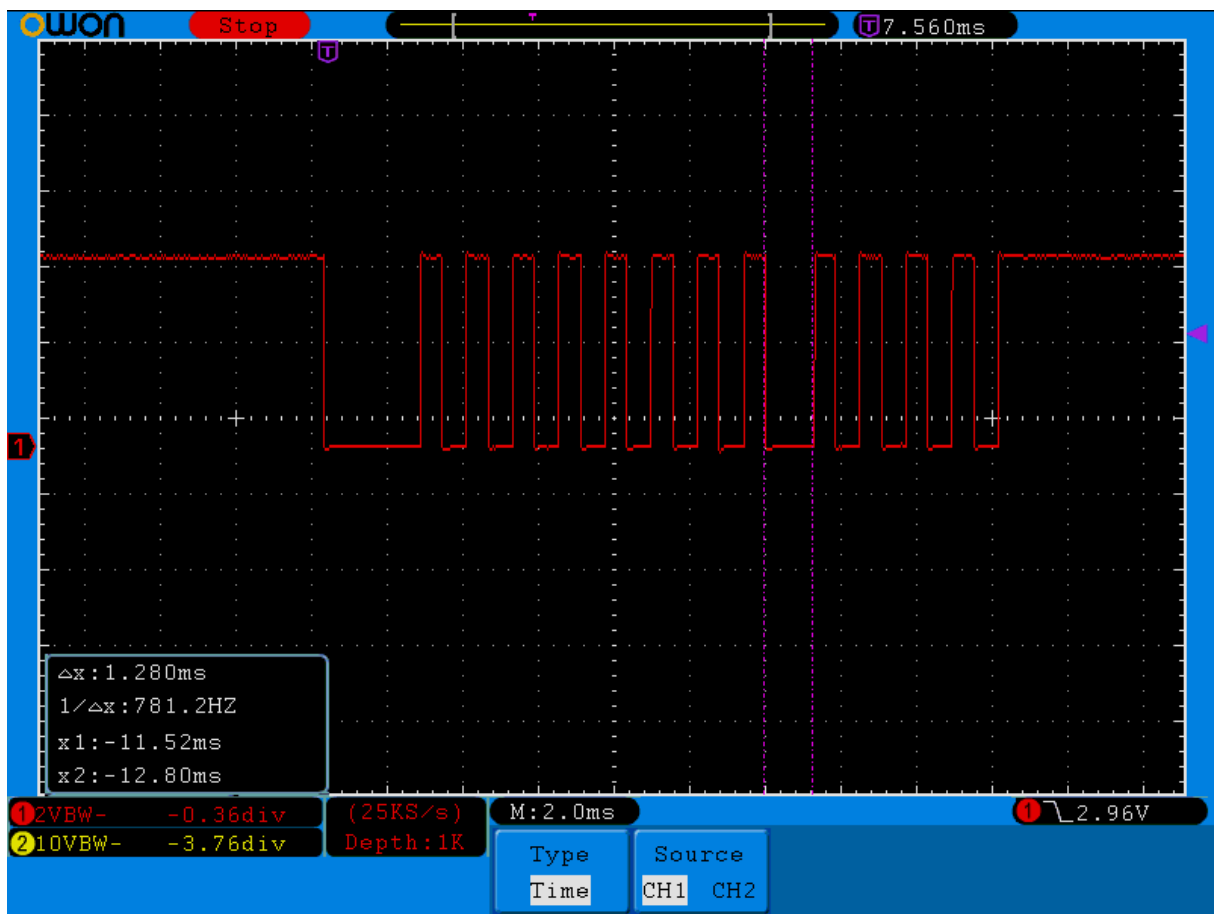 owon Stop T T 7.560ms
T
1
△x:1.280ms
1/△x:781.2HZ
x1:-11.52ms
x2:-12.80ms
1 2VBW- -0.36div (25KS/s) M:2.0ms 1 2.96V
2 10VBW- -3.76div Depth:1K
Type Source
Time CH1 CH2